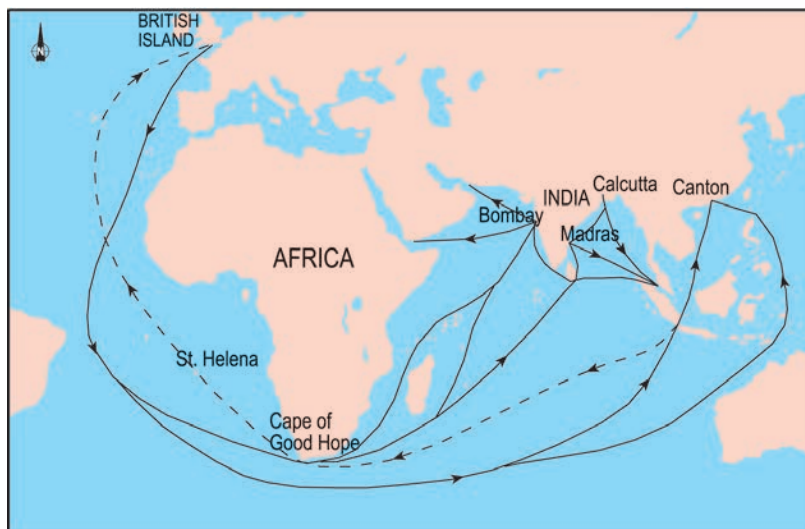 BRITISH
ISLAND
N
INDIA
Calcutta
Canton
Bombay
Madras
AFRICA
St. Helena
Cape of
Good Hope